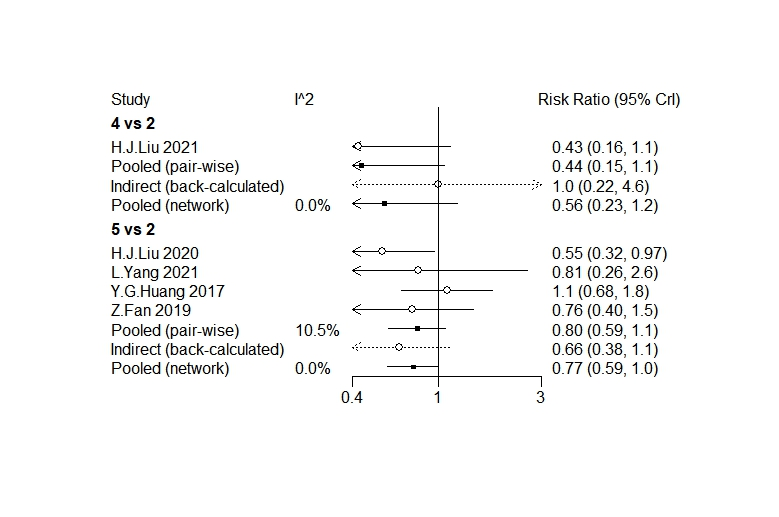 Study I^2 Risk Ratio (95% CrI)
4 vs 2
H.J.Liu 2021 0.43 (0.16, 1.1)
Pooled (pair-wise) 0.44 (0.15, 1.1)
Indirect (back-calculated) 1.0 (0.22, 4.6)
Pooled (network) 0.0% 0.56 (0.23, 1.2)
5 vs 2
H.J.Liu 2020 0.55 (0.32, 0.97)
L.Yang 2021 0.81 (0.26, 2.6)
Y.G.Huang 2017 1.1 (0.68, 1.8)
Z.Fan 2019 0.76 (0.40, 1.5)
Pooled (pair-wise) 10.5% 0.80 (0.59, 1.1)
Indirect (back-calculated) 0.66 (0.38, 1.1)
Pooled (network) 0.0% 0.77 (0.59, 1.0)
0.4 1 3